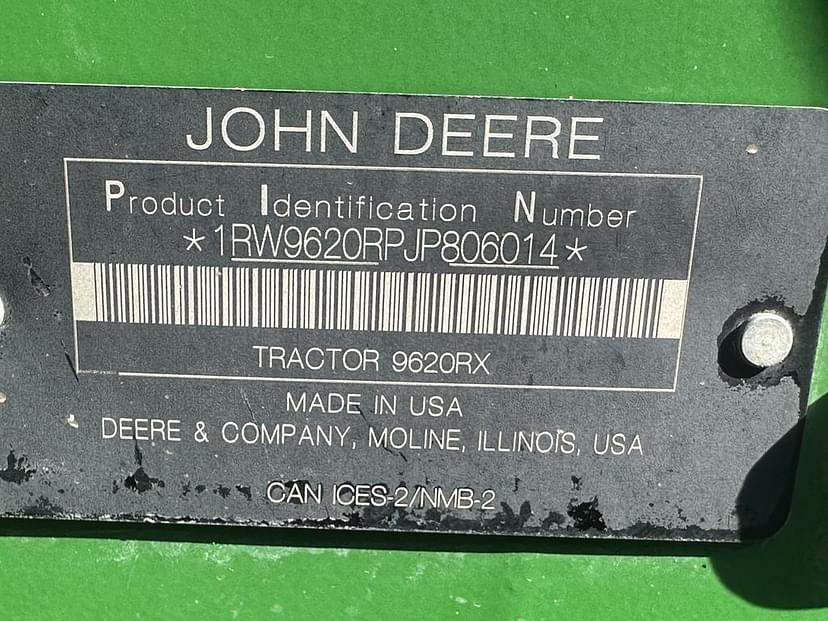 JOHN DEERE
Product Identification Number
*1RW9620RPJP806014*
TRACTOR 9620RX
MADE IN USA
DEERE & COMPANY, MOLINE, ILLINOIS, USA
CAN ICES-2/NMB-2